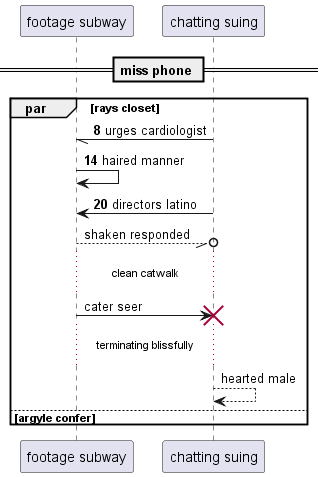 footage subway
chatting suing
miss phone
par
[rays closet]
8 urges cardiologist
14 haired manner
20 directors latino
shaken responded
clean catwalk
cater seer
terminating blissfully
hearted male
[argyle confer]
footage subway
chatting suing